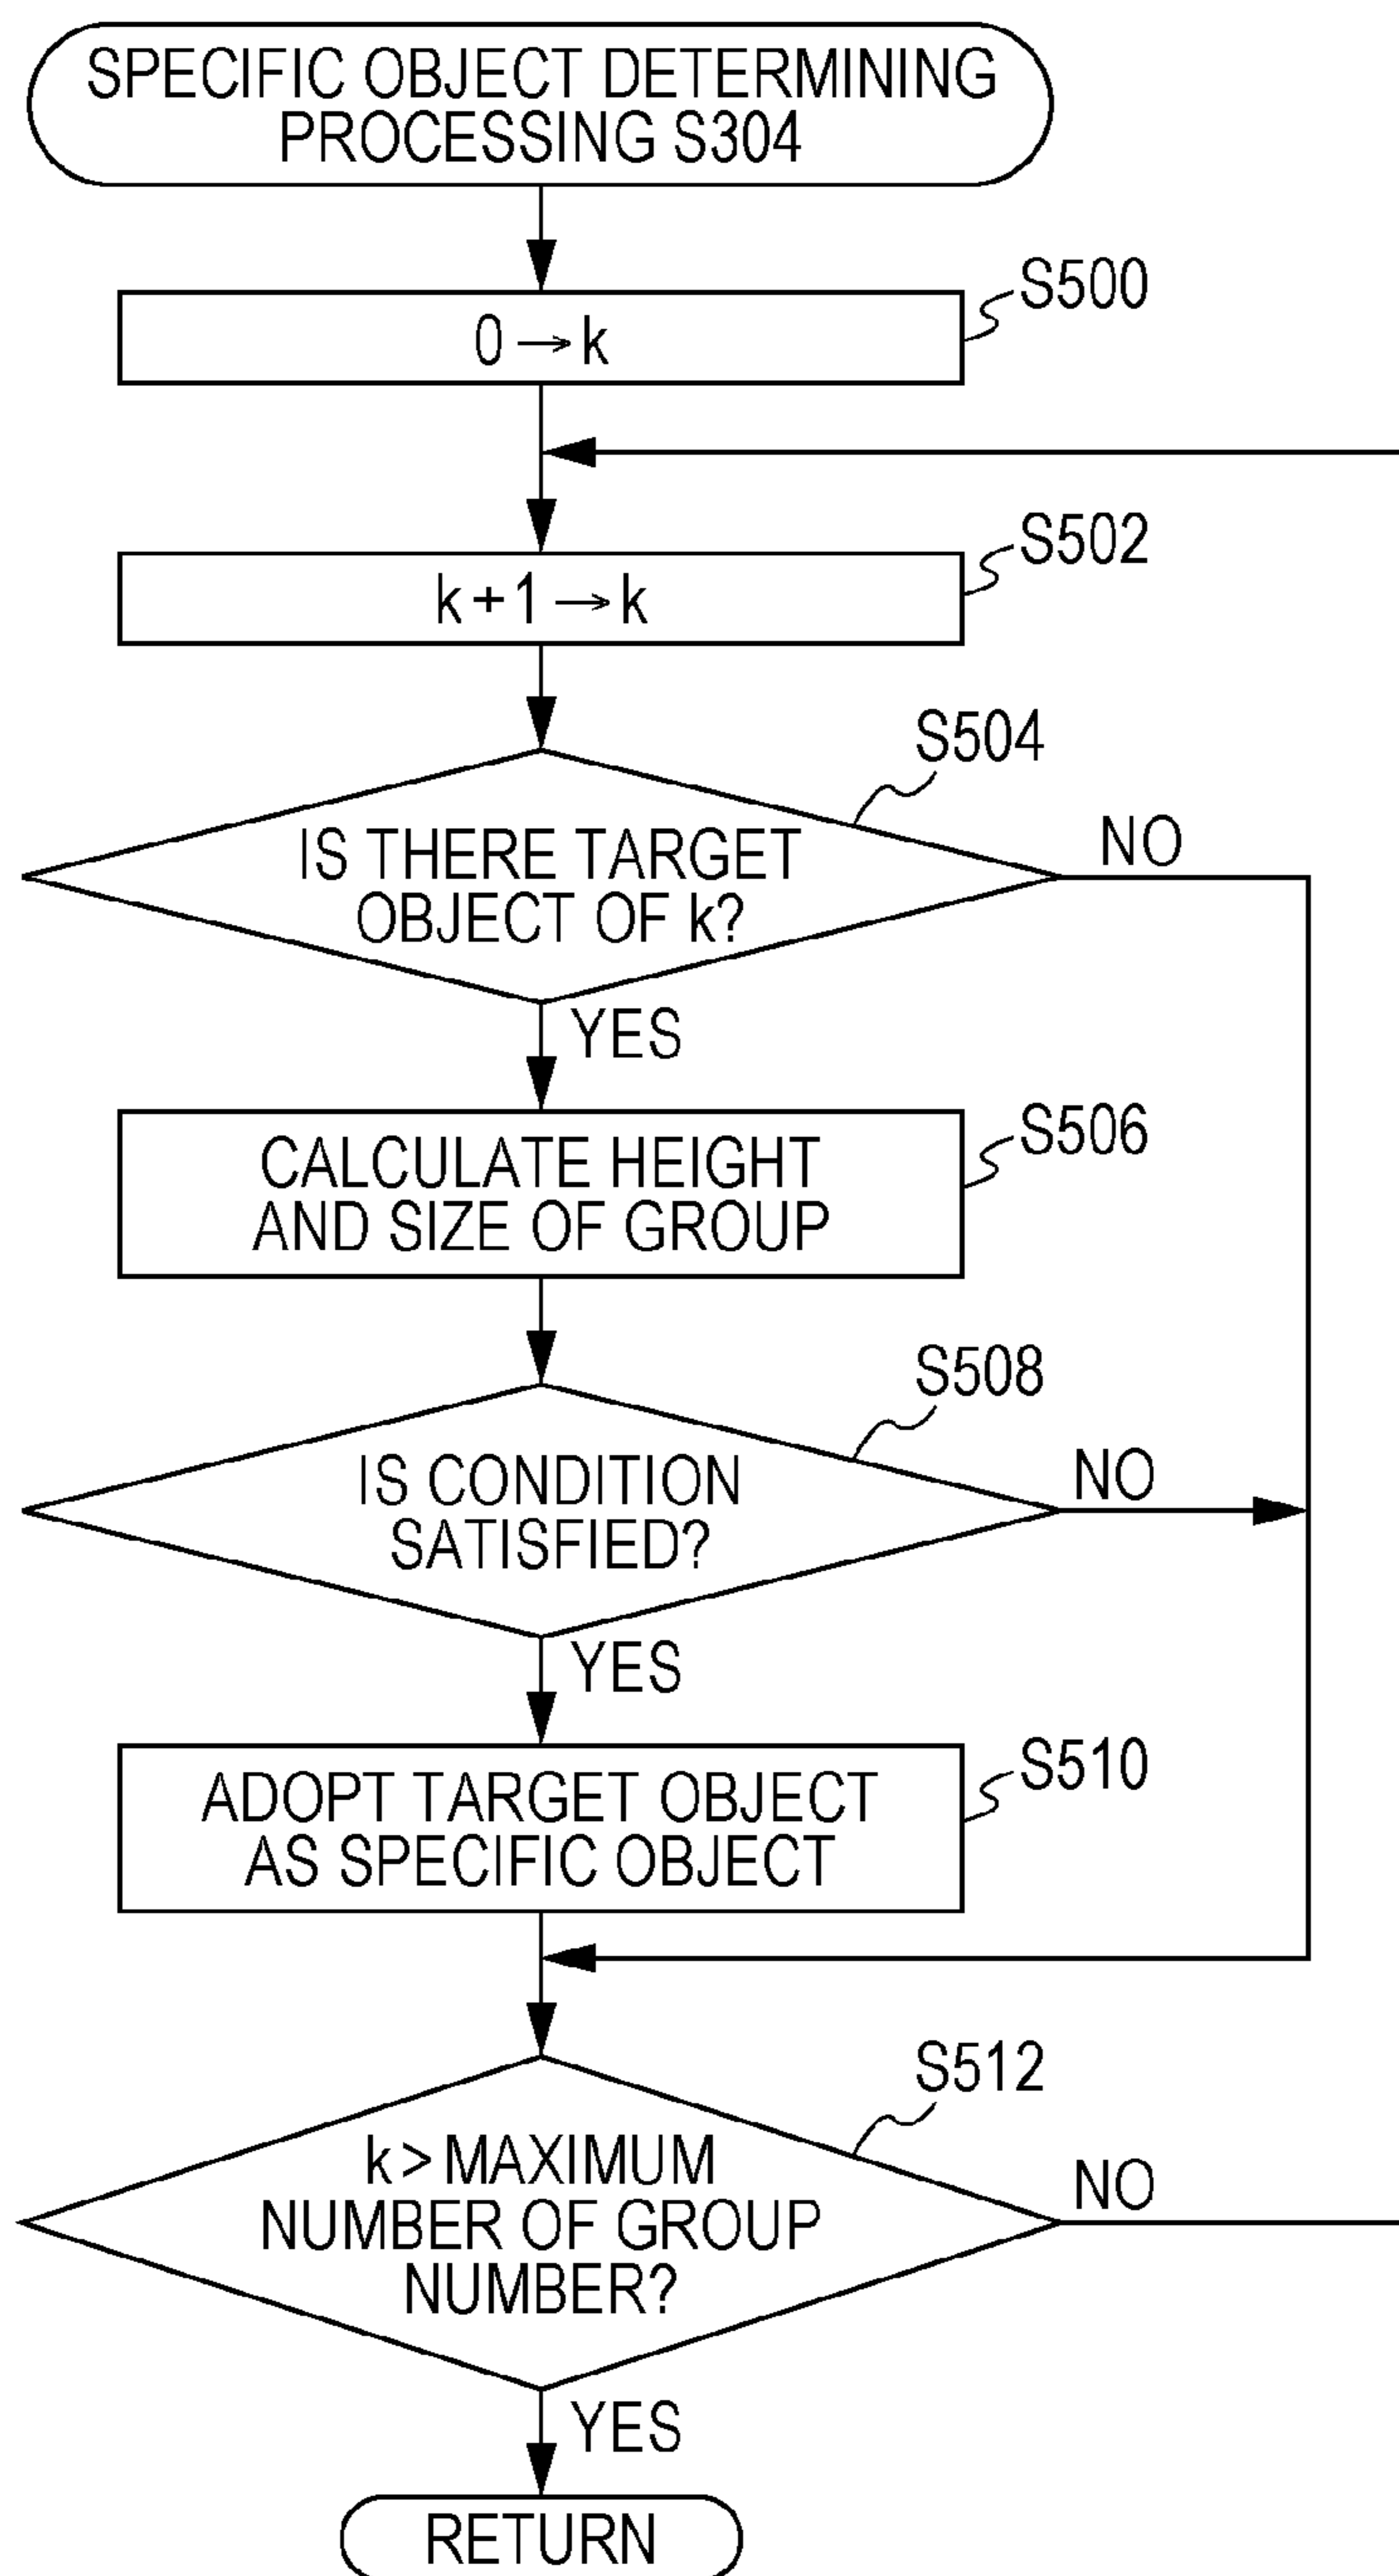 SPECIFIC OBJECT DETERMINING
PROCESSING S304
S500
0→k
S502
k+1→k
S504
IS THERE TARGET
OBJECT OF k?
NO
YES
S506
CALCULATE HEIGHT
AND SIZE OF GROUP
S508
IS CONDITION
SATISFIED?
NO
YES
S510
ADOPT TARGET OBJECT
AS SPECIFIC OBJECT
S512
k>MAXIMUM
NUMBER OF GROUP
NUMBER?
NO
YES
RETURN